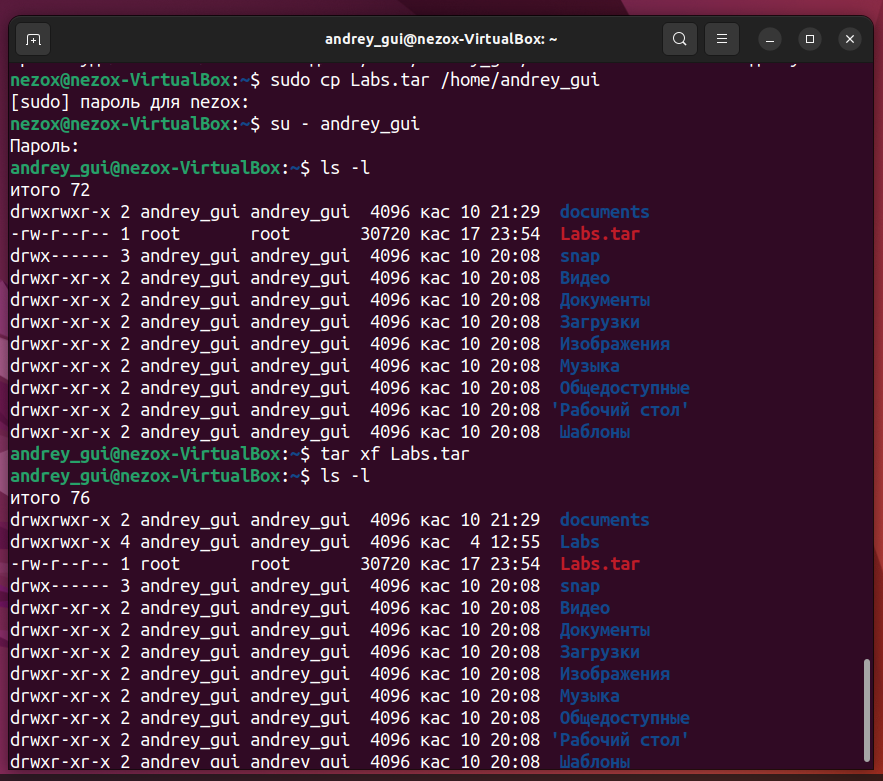 andrey_gui@nezox-VirtualBox: ~
nezox@nezox-VirtualBox:~$ sudo cp Labs.tar /home/andrey_gui
[sudo] пароль для nezox:
nezox@nezox-VirtualBox:~$ su - andrey_gui
Пароль:
andrey_gui@nezox-VirtualBox:~$ ls -l
итого 72
drwxrwxr-x 2 andrey_gui andrey_gui  4096 кас 10 21:29  documents
-rw-r--r-- 1 root       root       30720 кас 17 23:54  Labs.tar
drwx------ 3 andrey_gui andrey_gui  4096 кас 10 20:08  snap
drwxr-xr-x 2 andrey_gui andrey_gui  4096 кас 10 20:08  Видео
drwxr-xr-x 2 andrey_gui andrey_gui  4096 кас 10 20:08  Документы
drwxr-xr-x 2 andrey_gui andrey_gui  4096 кас 10 20:08  Загрузки
drwxr-xr-x 2 andrey_gui andrey_gui  4096 кас 10 20:08  Изображения
drwxr-xr-x 2 andrey_gui andrey_gui  4096 кас 10 20:08  Музыка
drwxr-xr-x 2 andrey_gui andrey_gui  4096 кас 10 20:08  Общедоступные
drwxr-xr-x 2 andrey_gui andrey_gui  4096 кас 10 20:08 'Рабочий стол'
drwxr-xr-x 2 andrey_gui andrey_gui  4096 кас 10 20:08  Шаблоны
andrey_gui@nezox-VirtualBox:~$ tar xf Labs.tar
andrey_gui@nezox-VirtualBox:~$ ls -l
итого 76
drwxrwxr-x 2 andrey_gui andrey_gui  4096 кас 10 21:29  documents
drwxrwxr-x 4 andrey_gui andrey_gui  4096 кас  4 12:55  Labs
-rw-r--r-- 1 root       root       30720 кас 17 23:54  Labs.tar
drwx------ 3 andrey_gui andrey_gui  4096 кас 10 20:08  snap
drwxr-xr-x 2 andrey_gui andrey_gui  4096 кас 10 20:08  Видео
drwxr-xr-x 2 andrey_gui andrey_gui  4096 кас 10 20:08  Документы
drwxr-xr-x 2 andrey_gui andrey_gui  4096 кас 10 20:08  Загрузки
drwxr-xr-x 2 andrey_gui andrey_gui  4096 кас 10 20:08  Изображения
drwxr-xr-x 2 andrey_gui andrey_gui  4096 кас 10 20:08  Музыка
drwxr-xr-x 2 andrey_gui andrey_gui  4096 кас 10 20:08  Общедоступные
drwxr-xr-x 2 andrey_gui andrey_gui  4096 кас 10 20:08 'Рабочий стол'
drwxr-xr-x 2 andrey_gui andrey_gui  4096 кас 10 20:08  Шаблоны